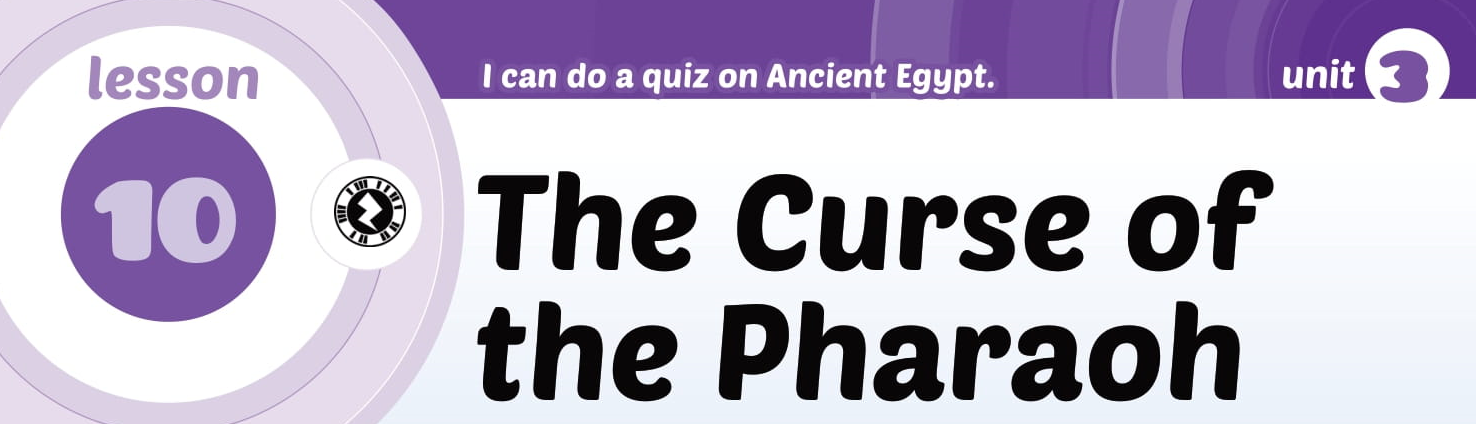 lesson
10
I can do a quiz on Ancient Egypt.
unit 3
The Curse of
the Pharaoh